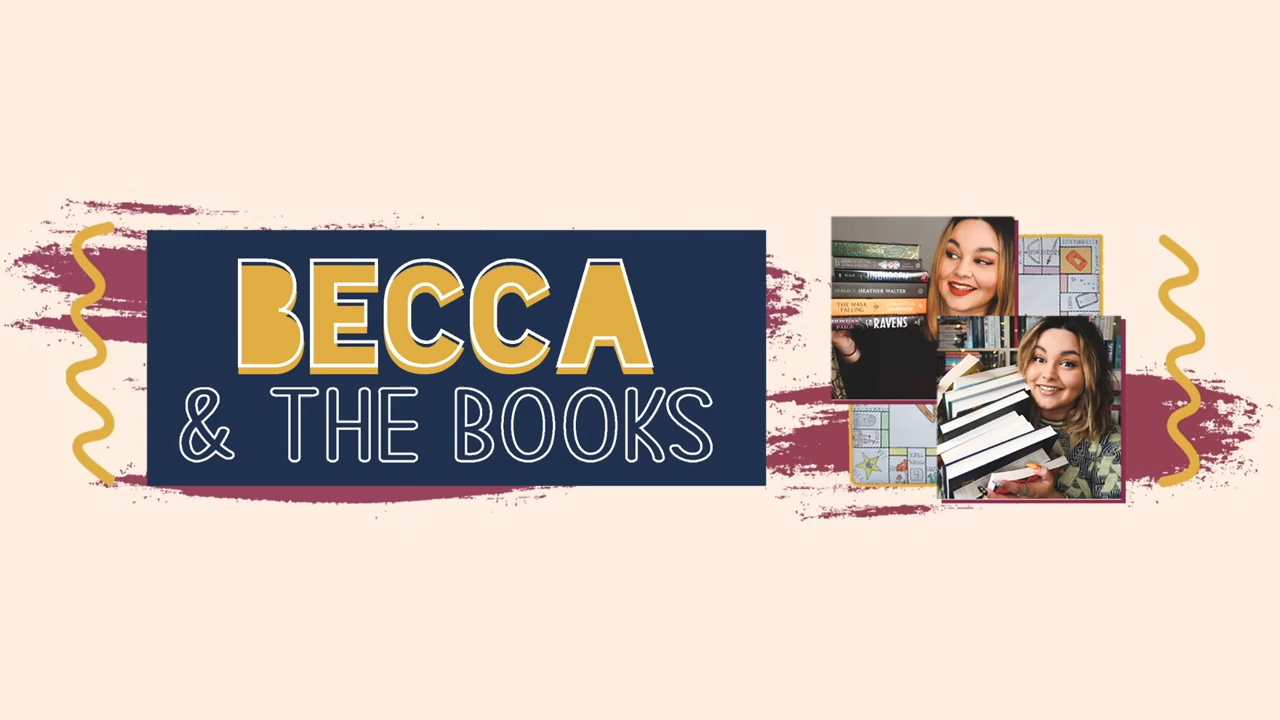 BECCA
& THE BOOKS
HEATHER WALTER
THE MASK
FALLING
RAVENS